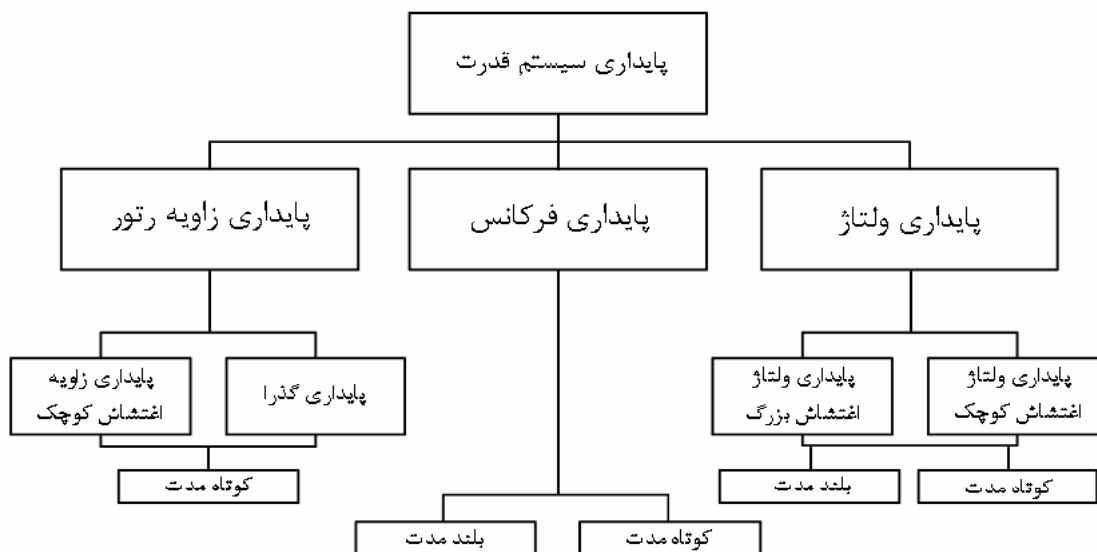 پایداری سیستم قدرت
پایداری ولتاژ
پایداری فرکانس
پایداری زاویه رتور
پایداری ولتاژ
اغتشاش کوچک
پایداری ولتاژ
اغتشاش بزرگ
پایداری گذرا
پایداری زاویه
اغتشاش کوچک
کوتاه مدت
بلند مدت
کوتاه مدت
کوتاه مدت
بلند مدت